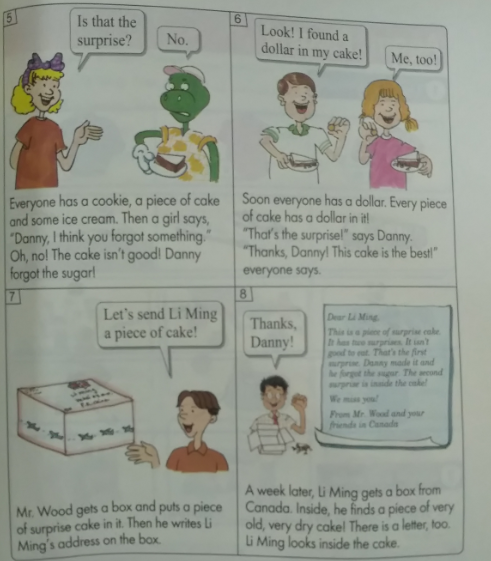 5
Is that the
surprise?
No.
Everyone has a cookie, a piece of cake
and some ice cream. Then a girl says,
"Danny, I think you forgot something."
Oh, no! The cake isn't good! Danny
forgot the sugar!
6
Look! I found a
dollar in my cake!
Me, too!
Soon everyone has a dollar. Every piece
of cake has a dollar in it!
"That's the surprise!" says Danny.
"Thanks, Danny! This cake is the best!"
everyone says.
7
Let's send Li Ming
a piece of cake!
Mr. Wood gets a box and puts a piece
of surprise cake in it. Then he writes Li
Ming's address on the box.
8
Thanks,
Danny!
Dear Li Ming,
This is a piece of surprise cake.
It has two surprises. It isn't
good to eat. That's the first
surprise. Danny made it and
he forgot the sugar. The second
surprise is inside the cake!
We miss you!
From Mr. Wood and your
friends in Canada
A week later, Li Ming gets a box from
Canada. Inside, he finds a piece of very
old, very dry cake! There is a letter, too.
Li Ming looks inside the cake.